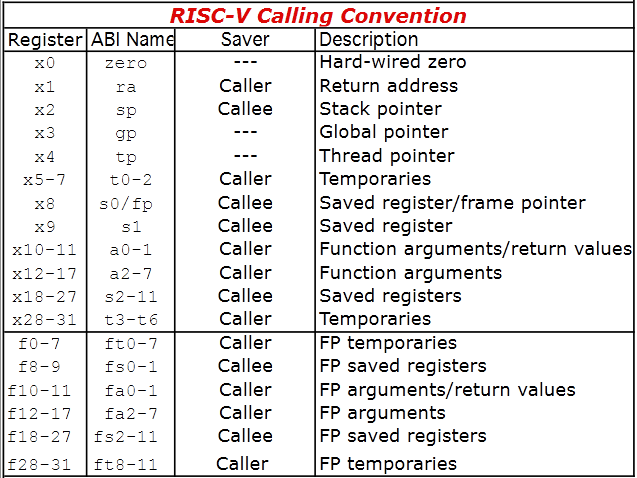 RISC-V Calling Convention
Register ABI Name Saver Description
x0 zero --- Hard-wired zero
x1 ra Caller Return address
x2 sp Callee Stack pointer
x3 gp --- Global pointer
x4 tp --- Thread pointer
x5-7 t0-2 Caller Temporaries
x8 s0/fp Callee Saved register/frame pointer
x9 s1 Callee Saved register
x10-11 a0-1 Caller Function arguments/return values
x12-17 a2-7 Caller Function arguments
x18-27 s2-11 Callee Saved registers
x28-31 t3-t6 Caller Temporaries
f0-7 ft0-7 Caller FP temporaries
f8-9 fs0-1 Callee FP saved registers
f10-11 fa0-1 Caller FP arguments/return values
f12-17 fa2-7 Caller FP arguments
f18-27 fs2-11 Callee FP saved registers
f28-31 ft8-11 Caller FP temporaries